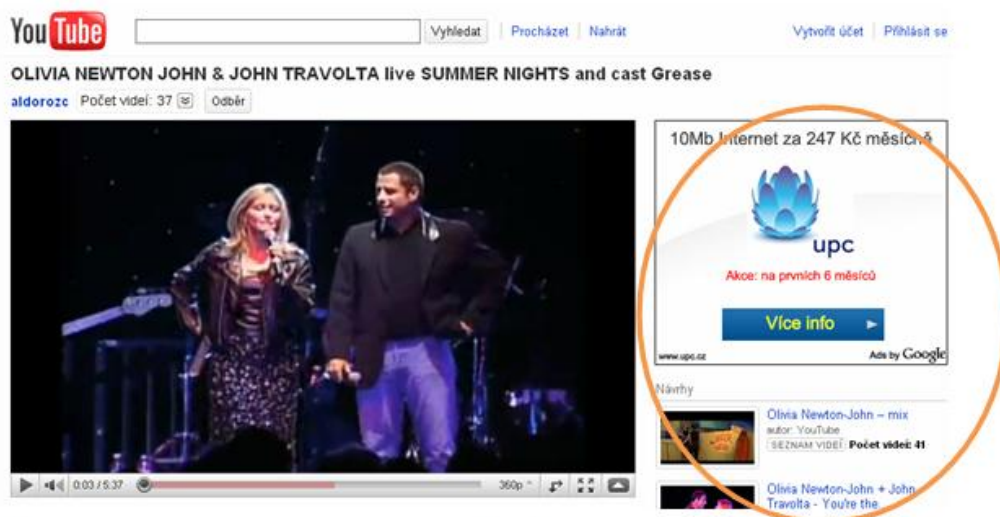 You Tube
Vyhledat
Procházet
Nahrát
Vytvořit účet
Přihlásit se
OLIVIA NEWTON JOHN & JOHN TRAVOLTA live SUMMER NIGHTS and cast Grease
aldorozc Počet videí: 37
Odběr
10Mb Internet za 247 Kč měsíčně
upc
Akce: na prvních 6 měsíců
Více info
www.upc.cz
Ads by Google
Návrhy
Olivia Newton-John – mix
autor: YouTube
SEZNAM VIDEÍ Počet videí: 41
Olivia Newton-John + John
Travolta - You're the
0:03 / 5:37
360p